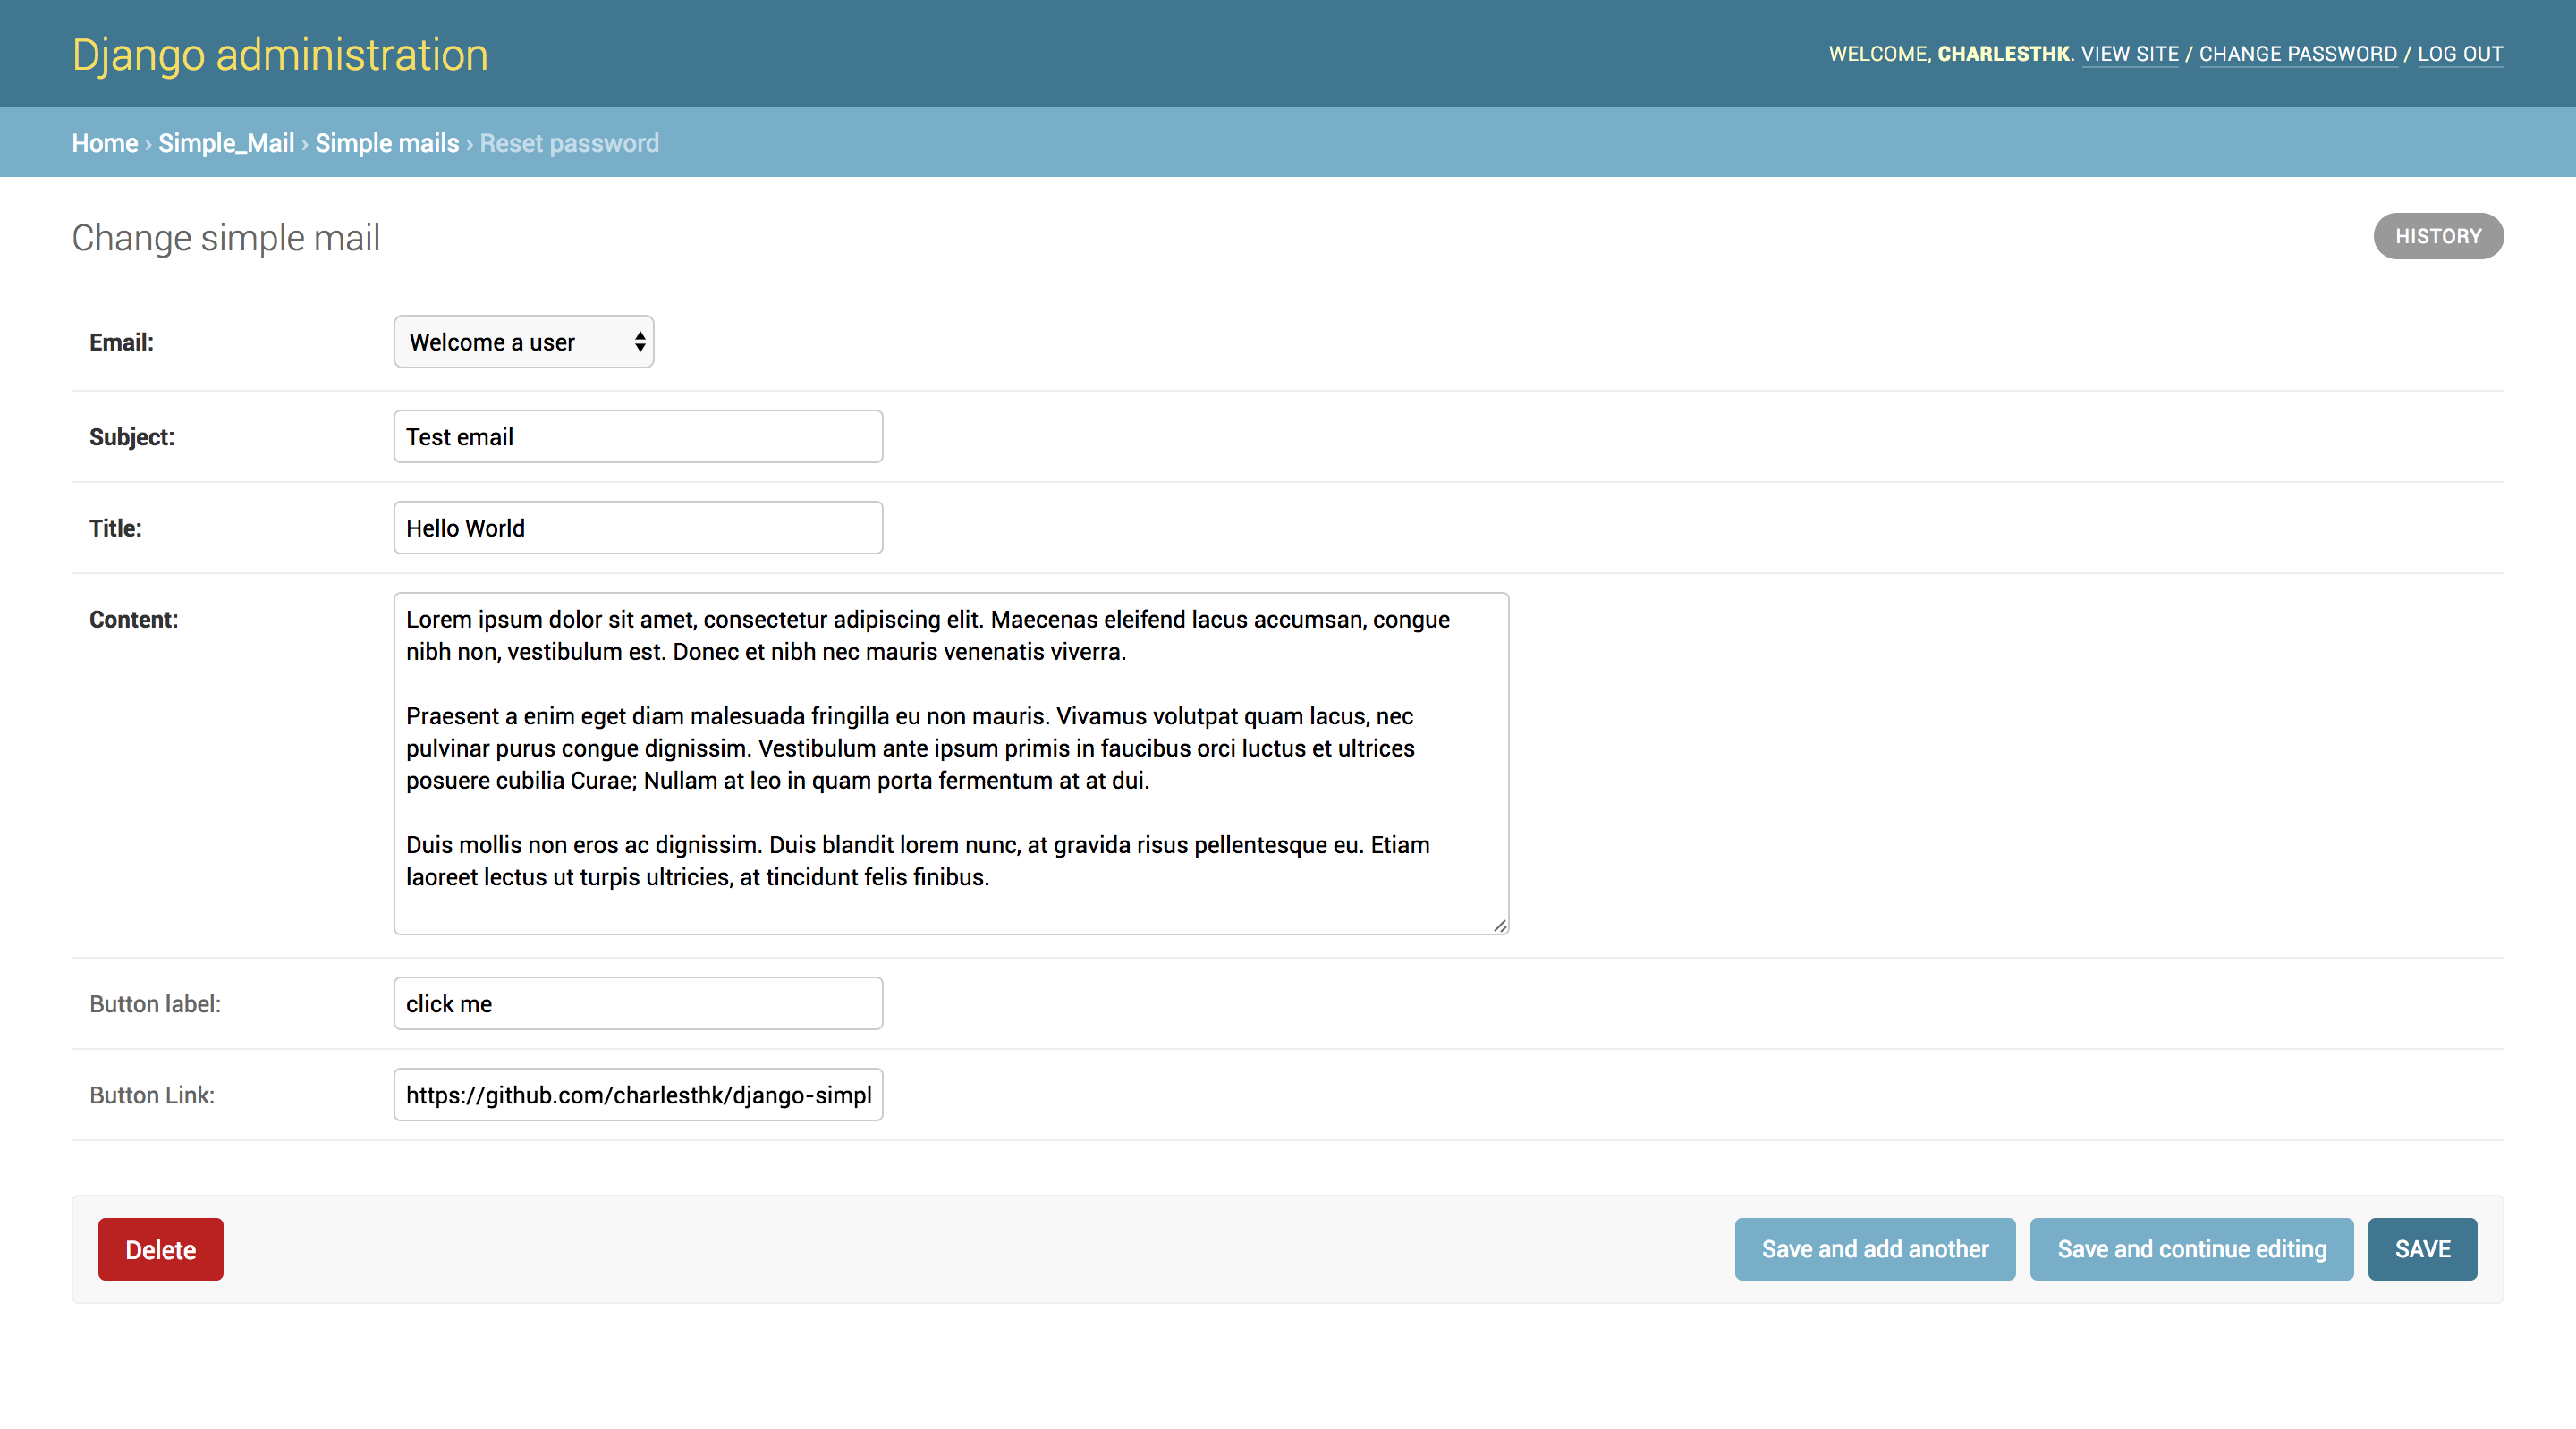 Django administration
WELCOME, CHARLESTHK. VIEW SITE / CHANGE PASSWORD / LOG OUT
Home › Simple_Mail › Simple mails › Reset password
Change simple mail
HISTORY
Email:
Welcome a user
Subject:
Test email
Title:
Hello World
Content:
Lorem ipsum dolor sit amet, consectetur adipiscing elit. Maecenas eleifend lacus accumsan, congue
nibh non, vestibulum est. Donec et nibh nec mauris venenatis viverra.
Praesent a enim eget diam malesuada fringilla eu non mauris. Vivamus volutpat quam lacus, nec
pulvinar purus congue dignissim. Vestibulum ante ipsum primis in faucibus orci luctus et ultrices
posuere cubilia Curae; Nullam at leo in quam porta fermentum at at dui.
Duis mollis non eros ac dignissim. Duis blandit lorem nunc, at gravida risus pellentesque eu. Etiam
laoreet lectus ut turpis ultricies, at tincidunt felis finibus.
Button label:
click me
Button Link:
https://github.com/charlesthk/django-simpl
Delete
Save and add another
Save and continue editing
SAVE